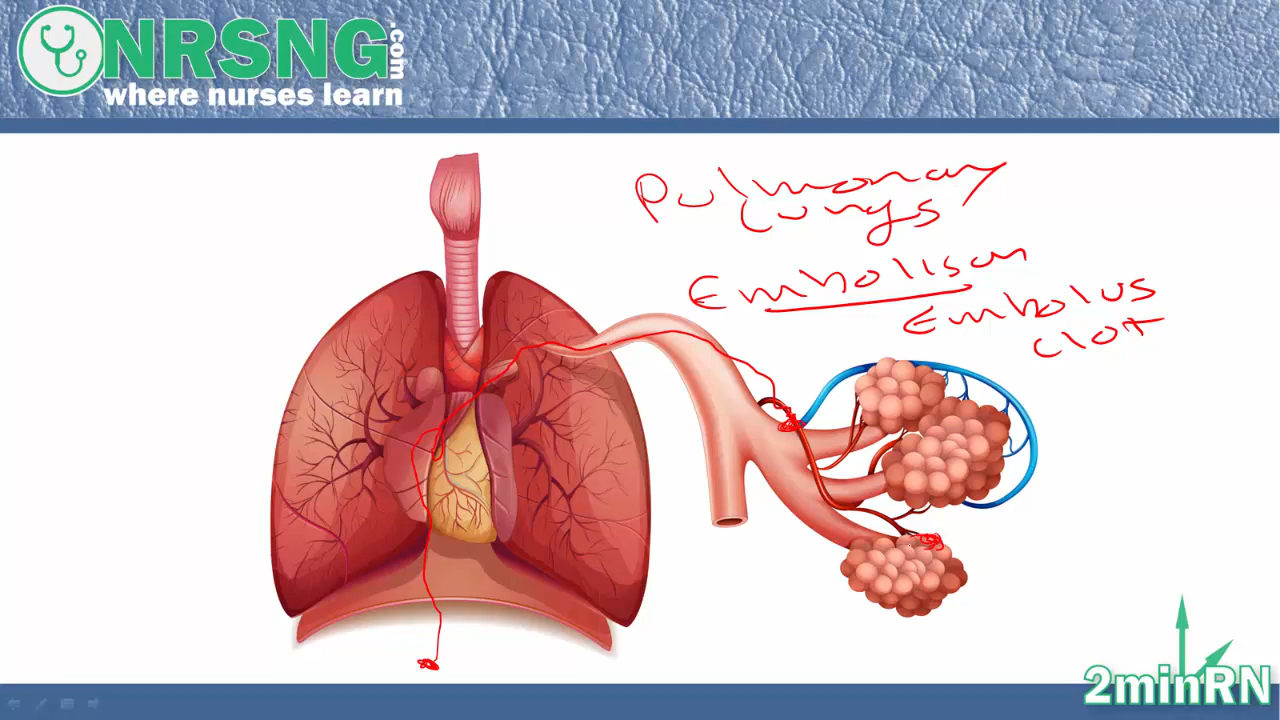 NRSNG
.com
where nurses learn
Pulmonary
Lungs
Embolism
Embolus
clot
2minRN